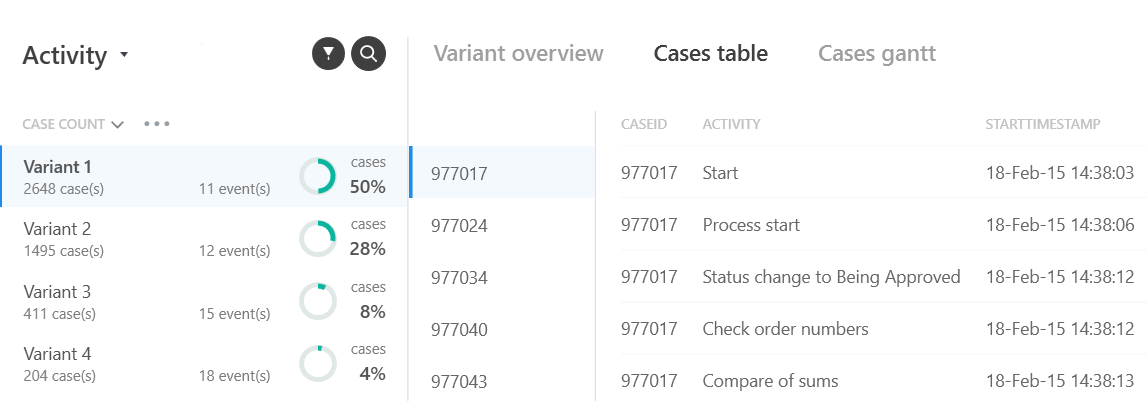 Activity
CASE COUNT
Variant 1
2648 case(s) 11 event(s)
cases
50%
Variant 2
1495 case(s) 12 event(s)
cases
28%
Variant 3
411 case(s) 15 event(s)
cases
8%
Variant 4
204 case(s) 18 event(s)
cases
4%
Variant overview Cases table Cases gantt
977017
977024
977034
977040
977043
CASEID ACTIVITY STARTTIMESTAMP
977017 Start 18-Feb-15 14:38:03
977017 Process start 18-Feb-15 14:38:06
977017 Status change to Being Approved 18-Feb-15 14:38:12
977017 Check order numbers 18-Feb-15 14:38:12
977017 Compare of sums 18-Feb-15 14:38:13